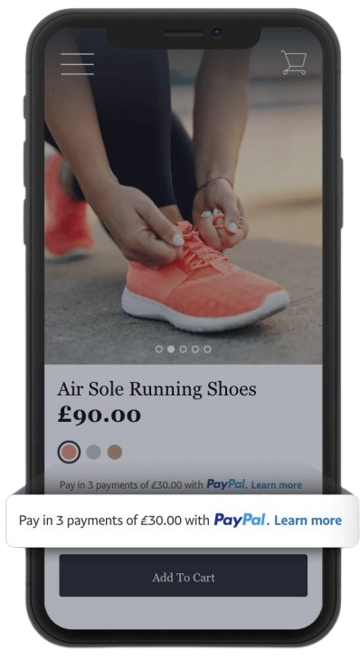 Air Sole Running Shoes
£90.00
Pay in 3 payments of £30.00 with PayPal. Learn more
Pay in 3 payments of £30.00 with PayPal. Learn more
Add To Cart